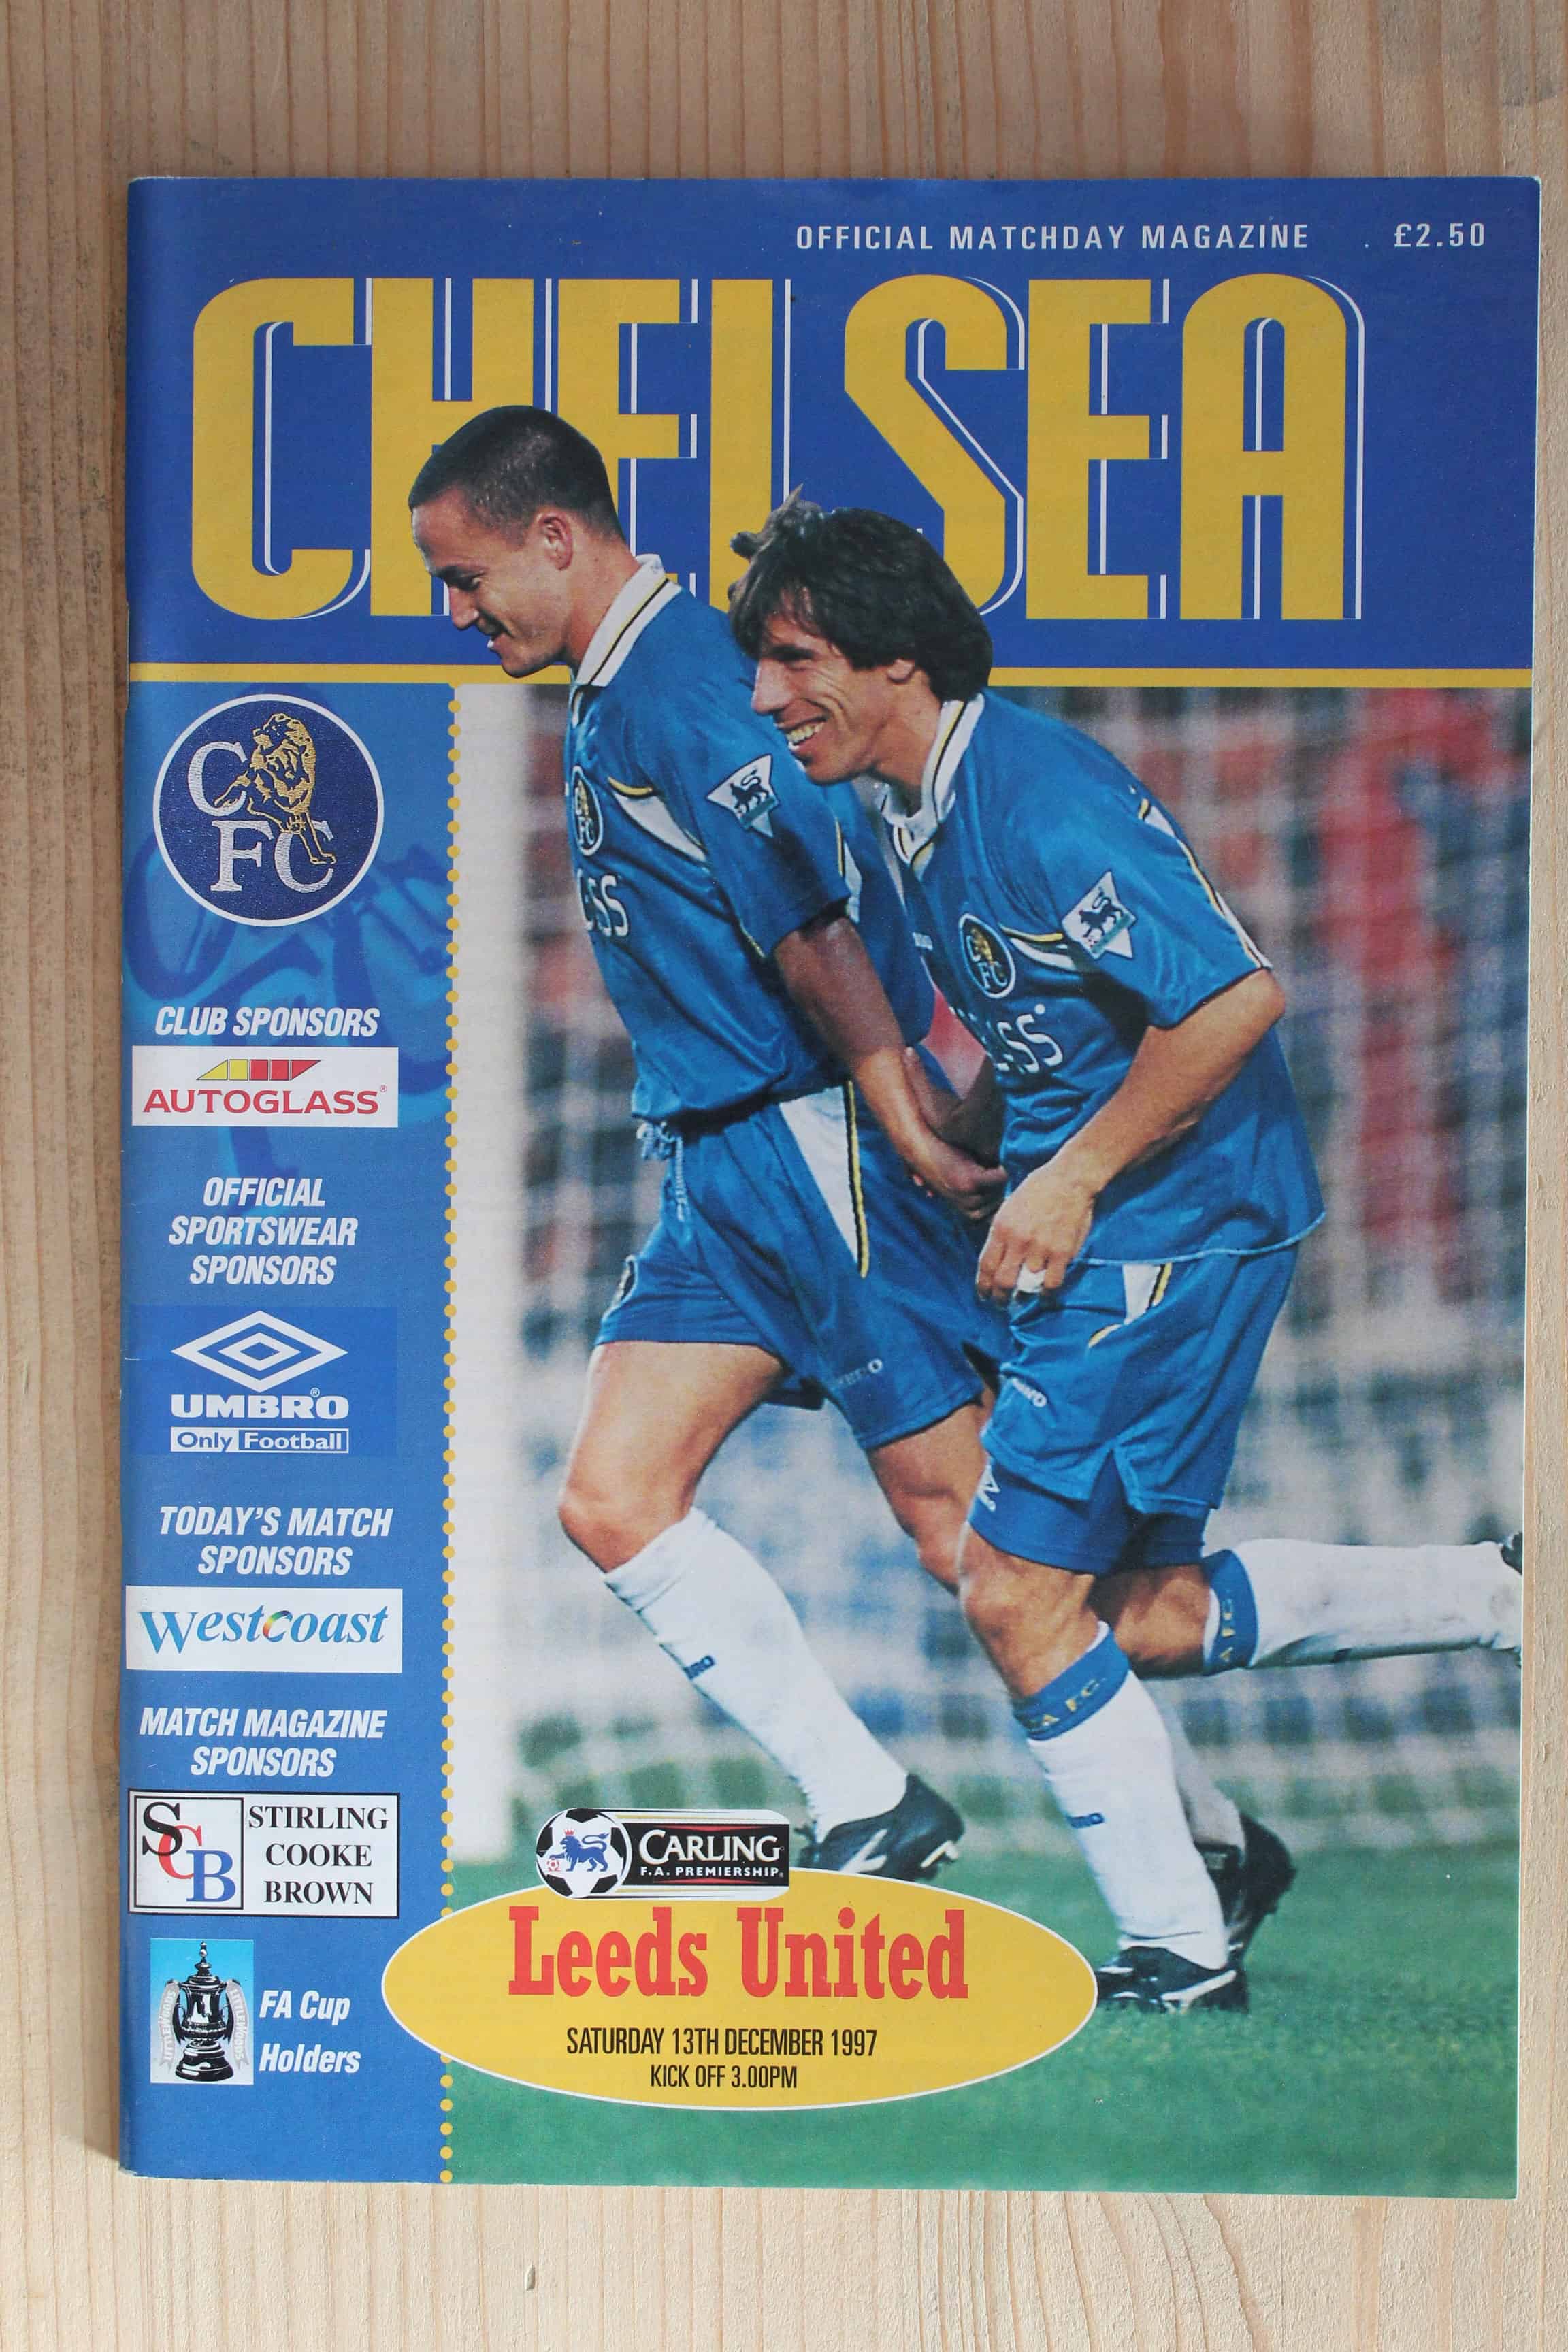 OFFICIAL MATCHDAY MAGAZINE £2.50
CHELSEA
CFC
CLUB SPONSORS
AUTOGLASS®
OFFICIAL
SPORTSWEAR
SPONSORS
UMBRO®
Only Football
TODAY'S MATCH
SPONSORS
Westcoast
MATCH MAGAZINE
SPONSORS
SCB
STIRLING
COOKE
BROWN
FA Cup
Holders
CARLING
F.A. PREMIERSHIP
Leeds United
SATURDAY 13TH DECEMBER 1997
KICK OFF 3.00PM